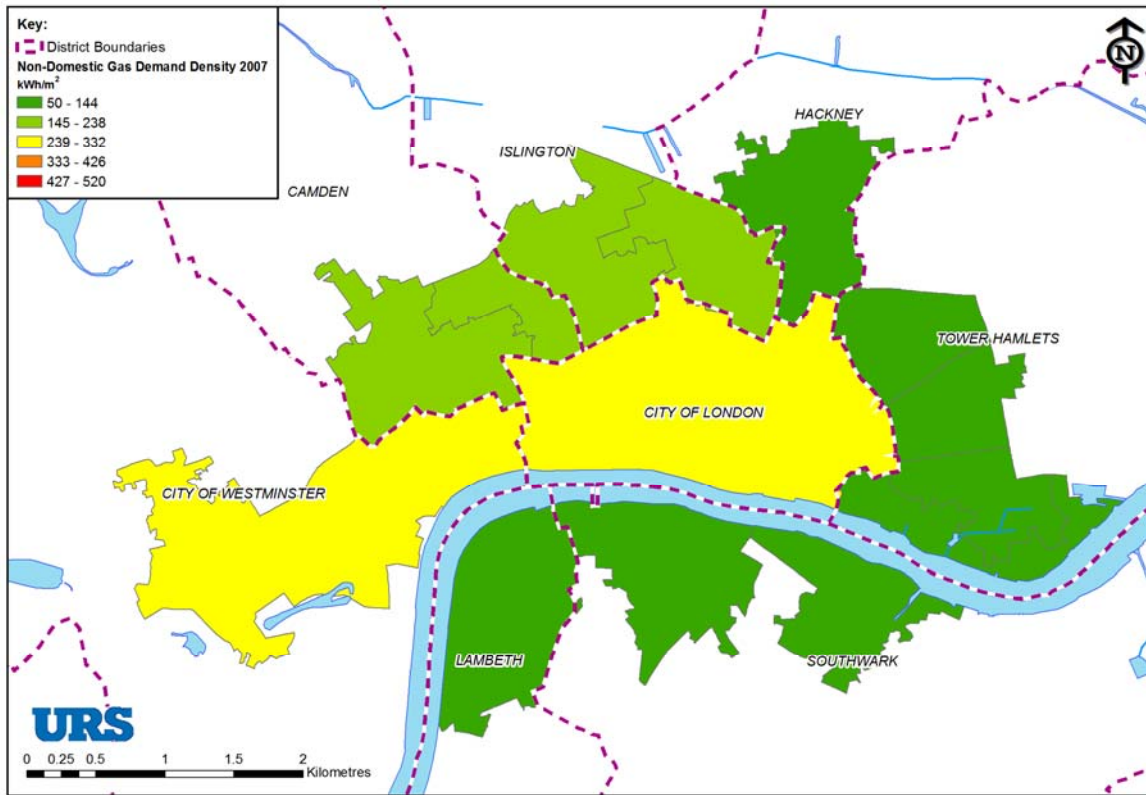 Key:
District Boundaries
Non-Domestic Gas Demand Density 2007
kWh/m²
50 - 144
145 - 238
239 - 332
333 - 426
427 - 520
N
HACKNEY
ISLINGTON
CAMDEN
TOWER HAMLETS
CITY OF LONDON
CITY OF WESTMINSTER
LAMBETH
SOUTHWARK
URS
0 0.25 0.5 1 1.5 2
Kilometres